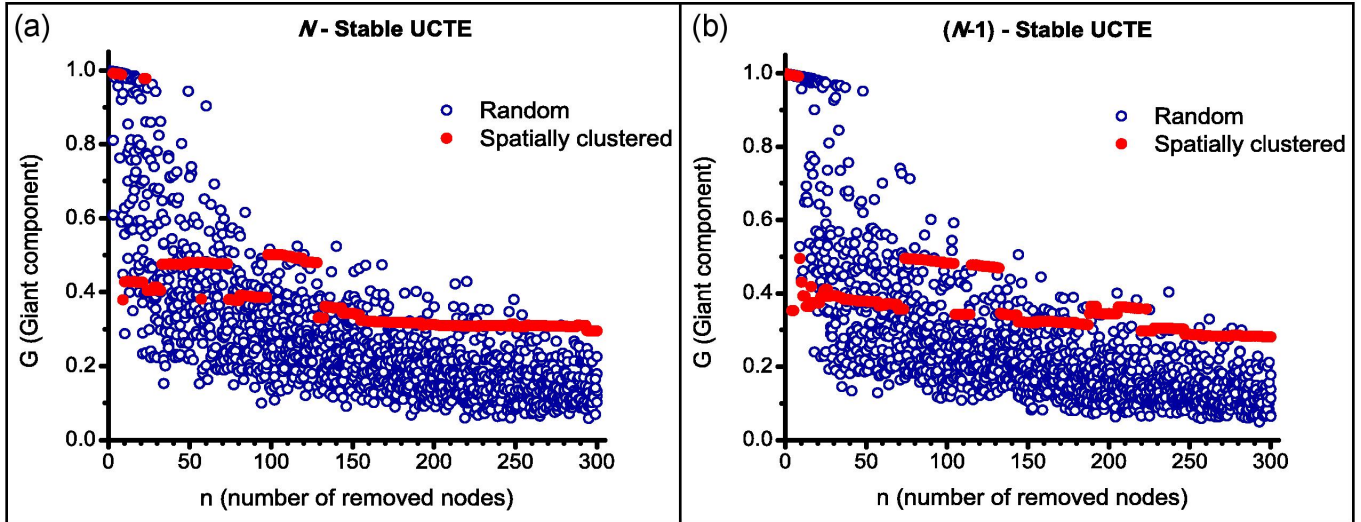 (a)
N - Stable UCTE
1.0
0.8
0.6
0.4
0.2
0.0
G (Giant component)
Random
Spatially clustered
0 50 100 150 200 250 300
n (number of removed nodes)
(b)
(N-1) - Stable UCTE
1.0
0.8
0.6
0.4
0.2
0.0
G (Giant component)
Random
Spatially clustered
0 50 100 150 200 250 300
n (number of removed nodes)